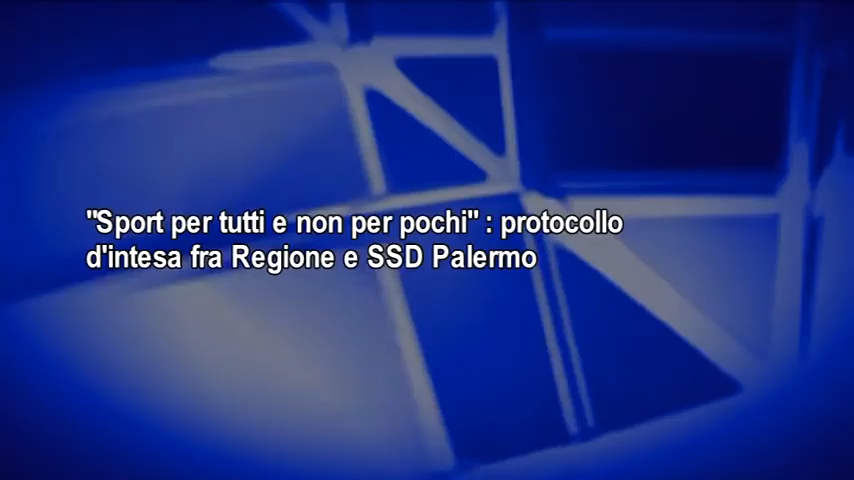 "Sport per tutti e non per pochi" : protocollo
d'intesa fra Regione e SSD Palermo